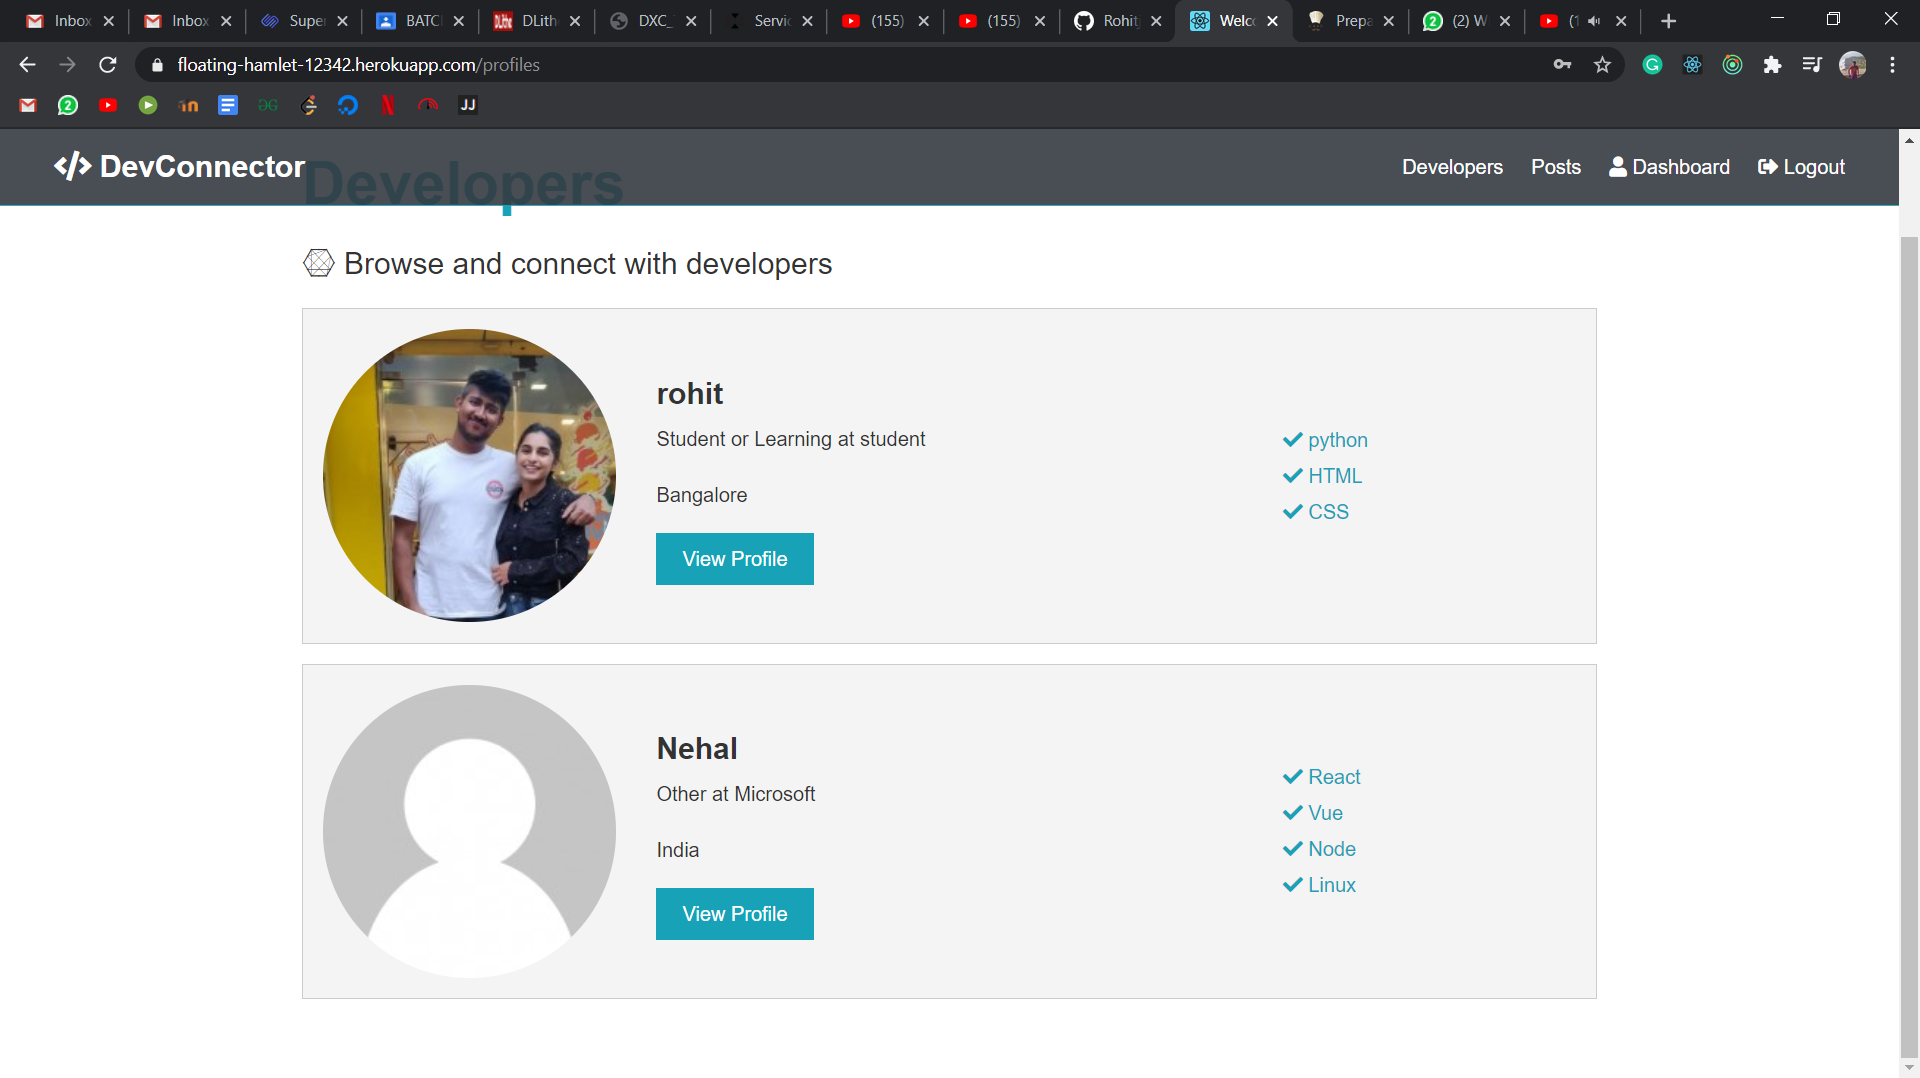 Inbox
Inbox
Super
BATC
DLith
DXC_
Servic
(155)
(155)
Rohit
Welc
Prepa
(2) W
floating-hamlet-12342.herokuapp.com/profiles
JJ
DevConnector
Developers
Posts
Dashboard
Logout
Developers
Browse and connect with developers
rohit
Student or Learning at student
Bangalore
View Profile
python
HTML
CSS
Nehal
Other at Microsoft
India
View Profile
React
Vue
Node
Linux